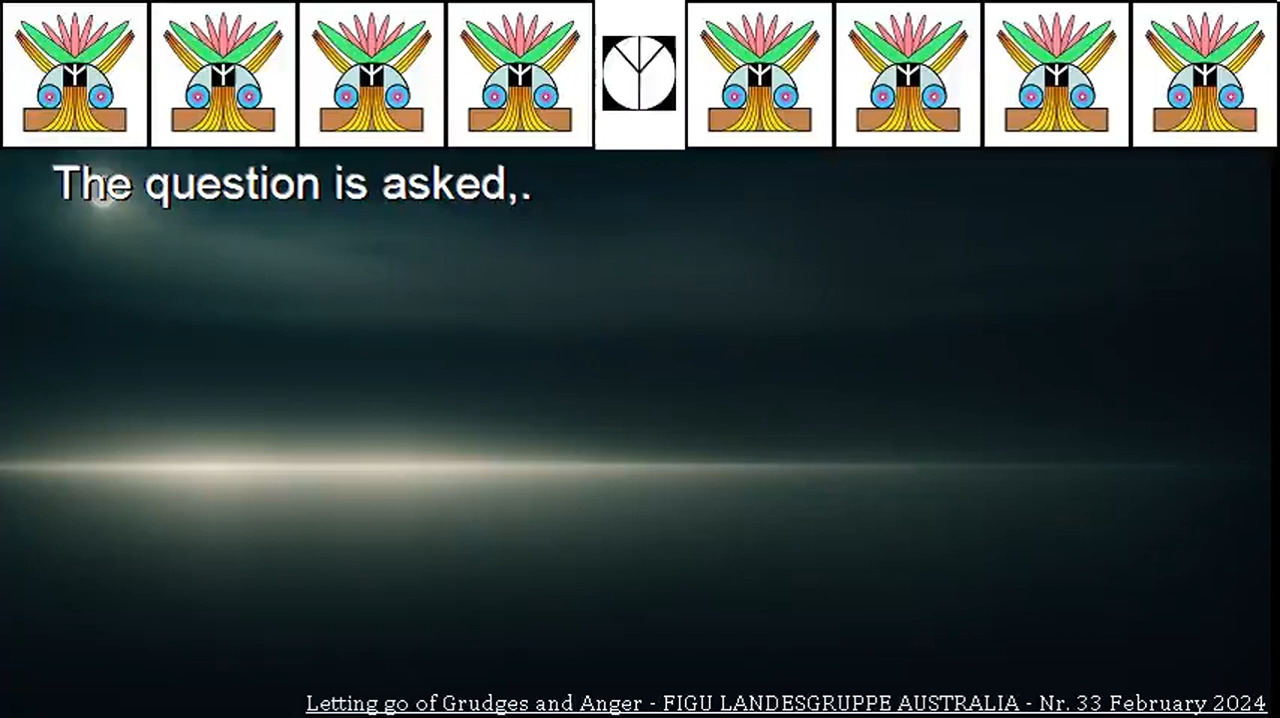 The question is asked,.
Letting go of Grudges and Anger - FIGU LANDESGRUPPE AUSTRALIA - Nr. 33 February 2024